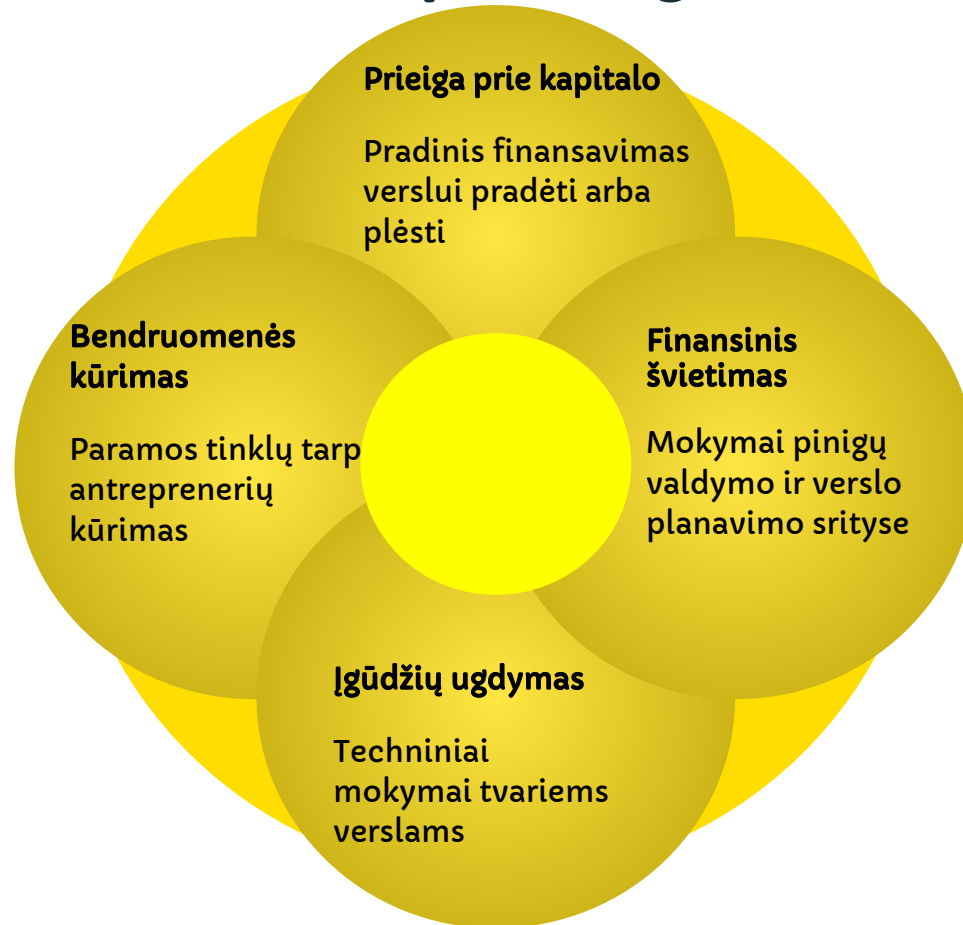 Prieiga prie kapitalo
Pradinis finansavimas
verslui pradėti arba
plėsti
Bendruomenės
kūrimas
Paramos tinklų tarp
antreprenerių
kūrimas
Finansinis
švietimas
Mokymai pinigų
valdymo ir verslo
planavimo srityse
Įgūdžių ugdymas
Techniniai
mokymai tvariems
verslams